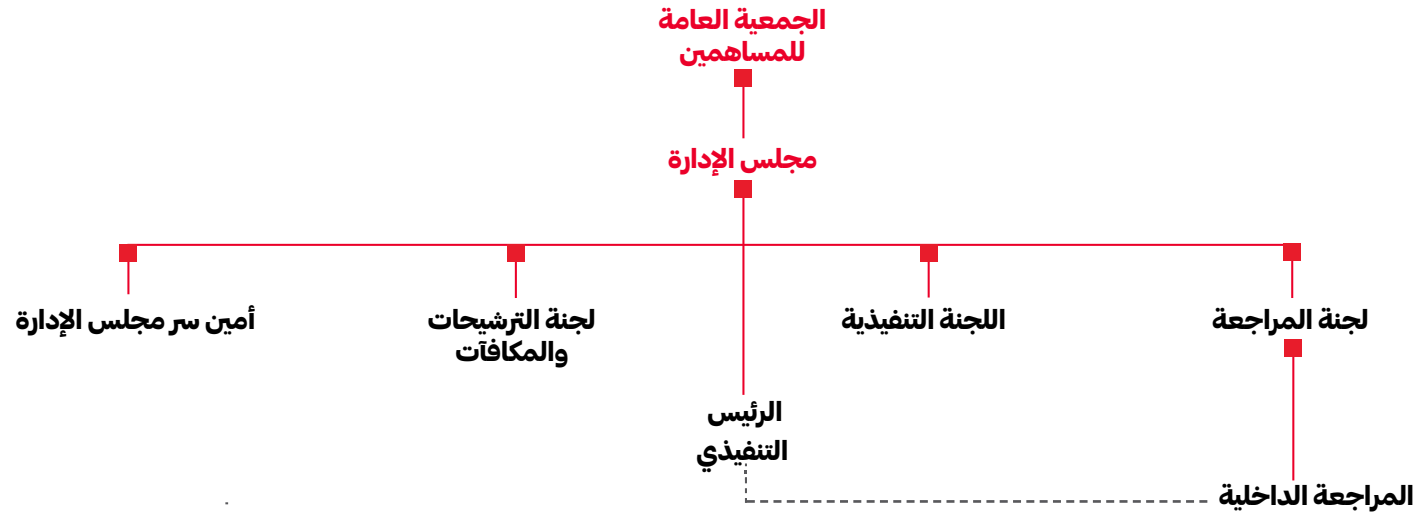 الجمعية العامة
للمساهمين
مجلس الإدارة
لجنة المراجعة
اللجنة التنفيذية
لجنة الترشيحات
والمكافآت
أمين سر مجلس الإدارة
الرئيس
التنفيذي
المراجعة الداخلية